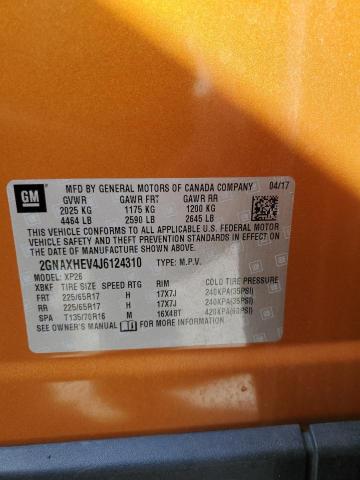 GM
MFD BY GENERAL MOTORS OF CANADA COMPANY 04/17
GVWR GAWR FRT GAWR RR
2025 KG 1175 KG 1200 KG
4464 LB 2590 LB 2645 LB
THIS VEHICLE CONFORMS TO ALL APPLICABLE U.S. FEDERAL MOTOR
VEHICLE SAFETY AND THEFT PREVENTION STANDARDS IN EFFECT ON THE
DATE OF MANUFACTURE SHOWN ABOVE.
2GNAXHEV4J6124310 TYPE: M.P.V.
MODEL: XP26
XBKF TIRE SIZE SPEED RTG RIM COLD TIRE PRESSURE
FRT 225/65R17 H 17X7J 240KPA(35PSI)
RR 225/65R17 H 17X7J 240KPA(35PSI)
SPA T135/70R16 M 16X4BT 420KPA(60PSI)
SEE OWNER'S MANUAL FOR MORE INFORMATION